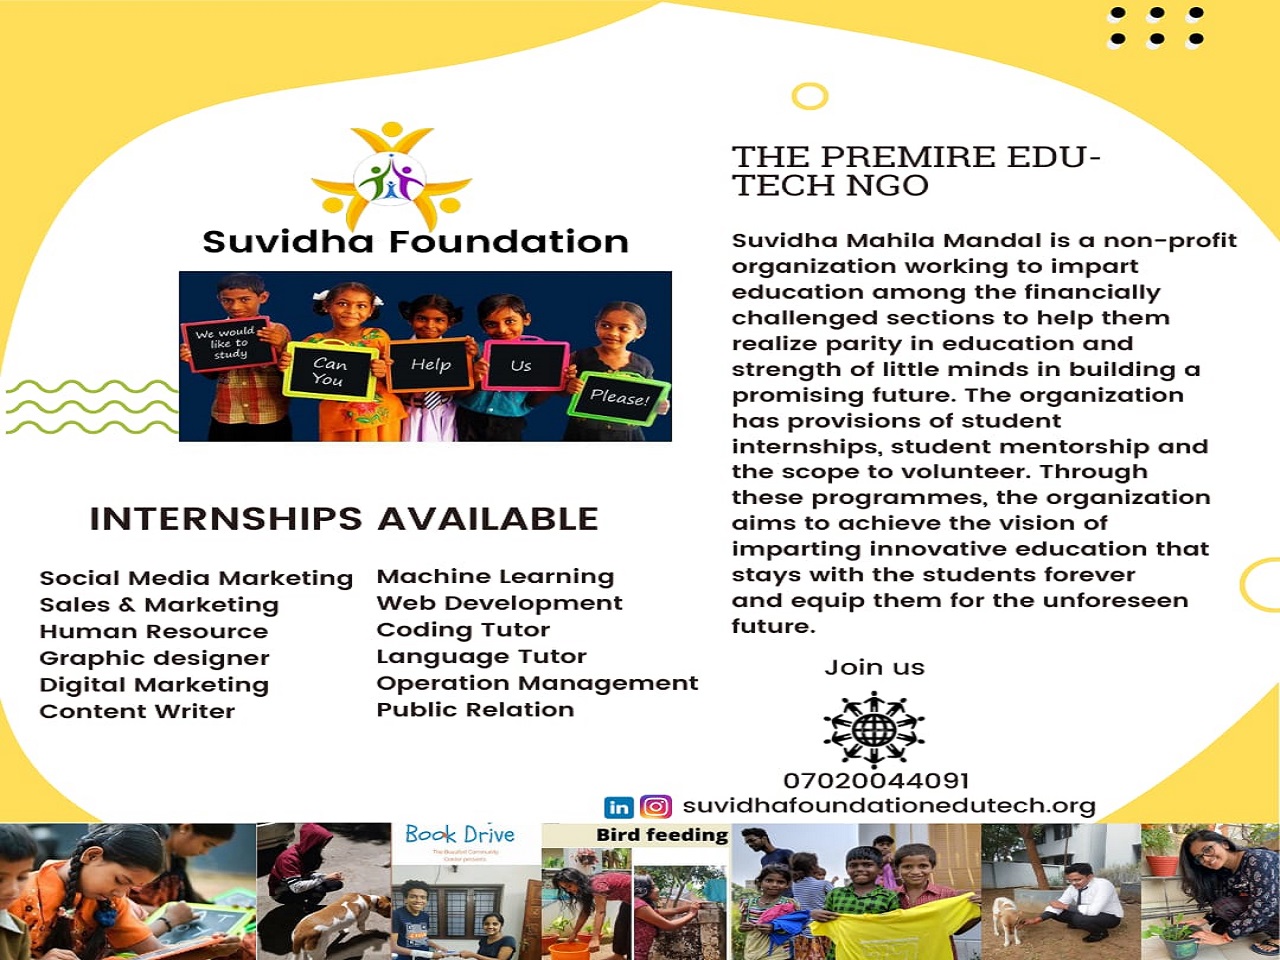 Suvidha Foundation
We would
like to
study
Can
You
Help
Us
Please!
INTERNSHIPS AVAILABLE
Social Media Marketing
Sales & Marketing
Human Resource
Graphic designer
Digital Marketing
Content Writer
Machine Learning
Web Development
Coding Tutor
Language Tutor
Operation Management
Public Relation
THE PREMIRE EDU-
TECH NGO
Suvidha Mahila Mandal is a non-profit
organization working to impart
education among the financially
challenged sections to help them
realize parity in education and
strength of little minds in building a
promising future. The organization
has provisions of student
internships, student mentorship and
the scope to volunteer. Through
these programmes, the organization
aims to achieve the vision of
imparting innovative education that
stays with the students forever
and equip them for the unforeseen
future.
Join us
07020044091
in
suvidhafoundationedutech.org
Book Drive
The Beaufort Community
Center presents
Bird feeding